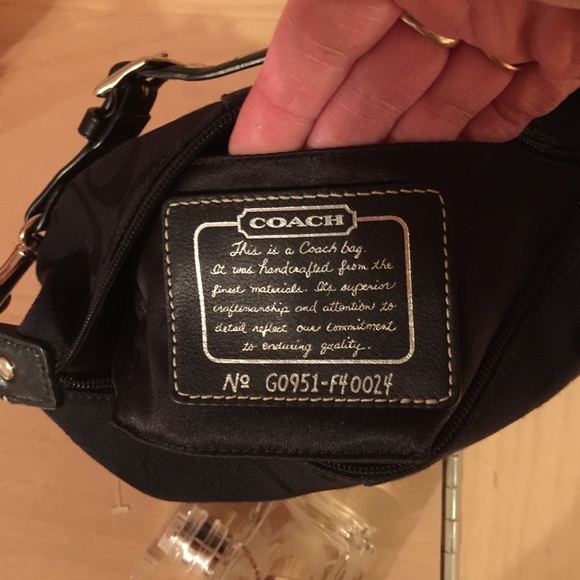 COACH
This is a Coach bag.
It was handcrafted from the
finest materials. Its superior
craftsmanship and attention to
detail reflect our commitment
to enduring quality.
Nº G0951-F40024